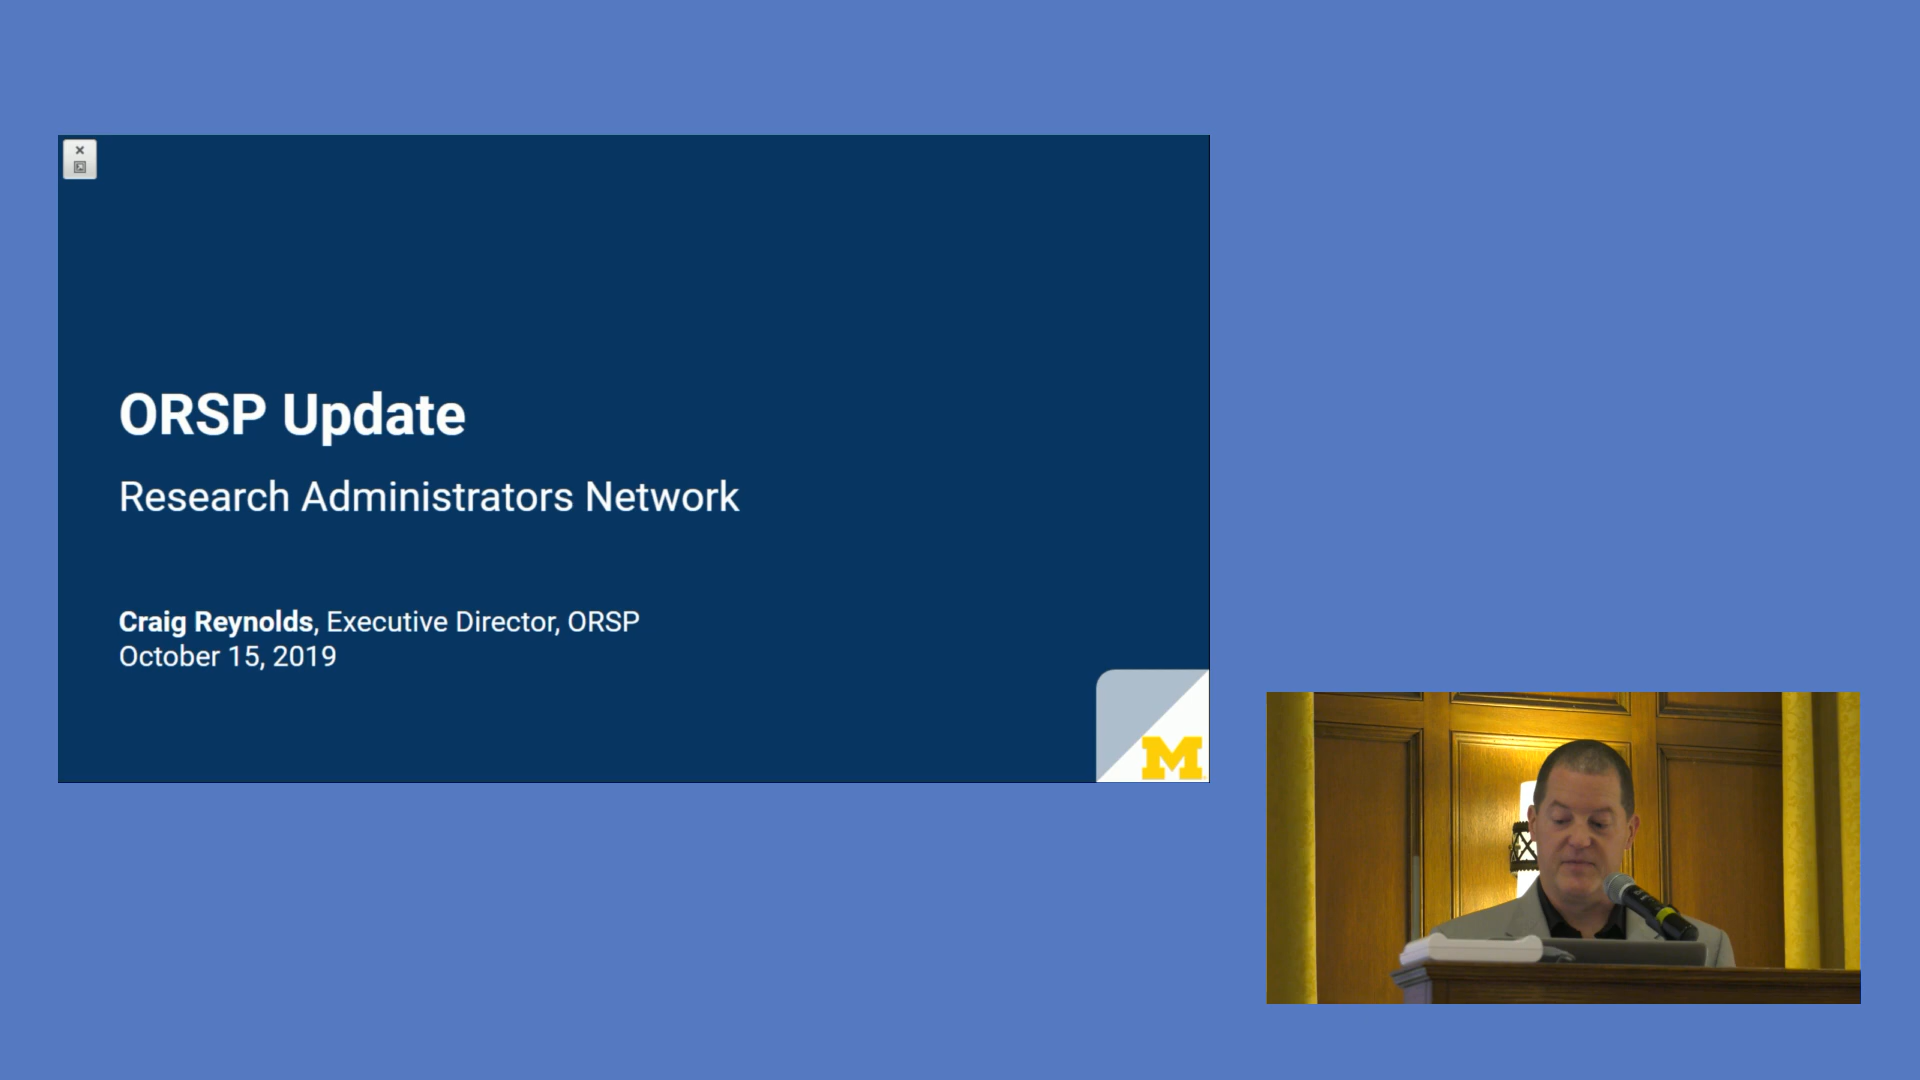 ORSP Update
Research Administrators Network
Craig Reynolds, Executive Director, ORSP
October 15, 2019
M